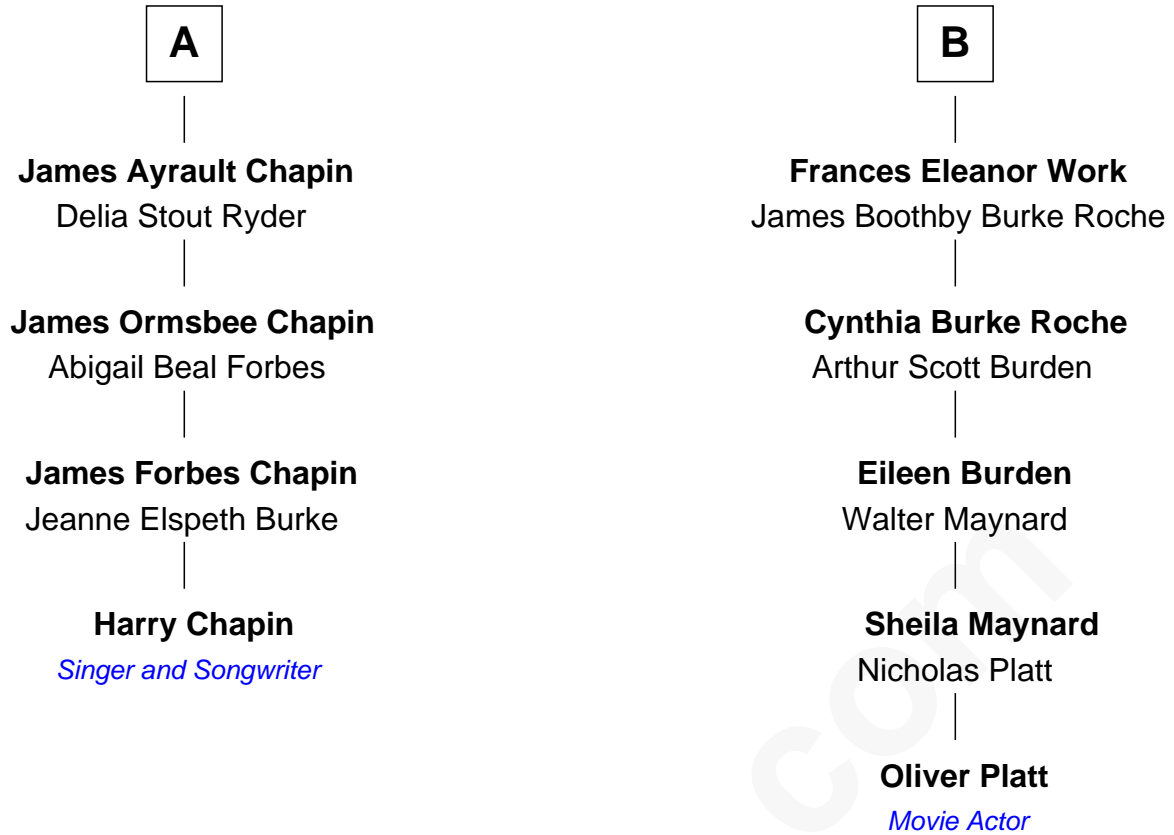 A
James Ayrault Chapin
Delia Stout Ryder
James Ormsbee Chapin
Abigail Beal Forbes
James Forbes Chapin
Jeanne Elspeth Burke
Harry Chapin
Singer and Songwriter
B
Frances Eleanor Work
James Boothby Burke Roche
Cynthia Burke Roche
Arthur Scott Burden
Eileen Burden
Walter Maynard
Sheila Maynard
Nicholas Platt
Oliver Platt
Movie Actor
com